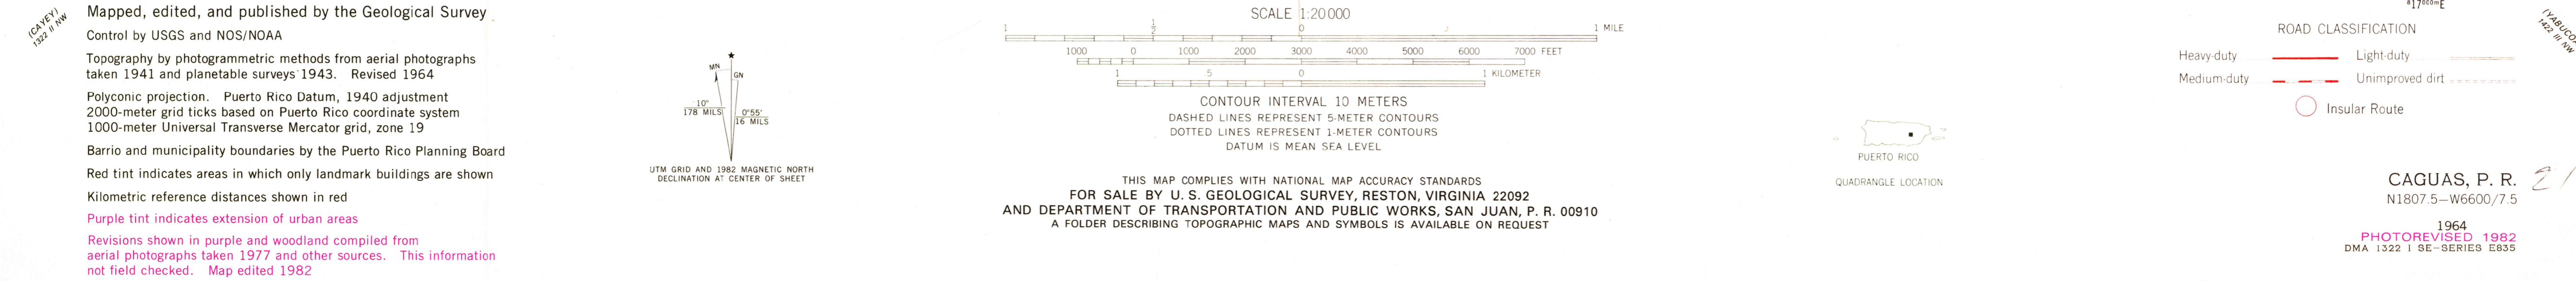 (CAYEY)
1322 II NW
Mapped, edited, and published by the Geological Survey
Control by USGS and NOS/NOAA
Topography by photogrammetric methods from aerial photographs
taken 1941 and planetable surveys 1943. Revised 1964
Polyconic projection. Puerto Rico Datum, 1940 adjustment
2000-meter grid ticks based on Puerto Rico coordinate system
1000-meter Universal Transverse Mercator grid, zone 19
Barrio and municipality boundaries by the Puerto Rico Planning Board
Red tint indicates areas in which only landmark buildings are shown
Kilometric reference distances shown in red
Purple tint indicates extension of urban areas
Revisions shown in purple and woodland compiled from
aerial photographs taken 1977 and other sources. This information
not field checked. Map edited 1982
★
MN
GN
10°
178 MILS
0°55′
16 MILS
UTM GRID AND 1982 MAGNETIC NORTH
DECLINATION AT CENTER OF SHEET
SCALE 1:20000
1 1/2 0 1 MILE
1000 0 1000 2000 3000 4000 5000 6000 7000 FEET
1 5 0 1 KILOMETER
CONTOUR INTERVAL 10 METERS
DASHED LINES REPRESENT 5-METER CONTOURS
DOTTED LINES REPRESENT 1-METER CONTOURS
DATUM IS MEAN SEA LEVEL
THIS MAP COMPLIES WITH NATIONAL MAP ACCURACY STANDARDS
FOR SALE BY U. S. GEOLOGICAL SURVEY, RESTON, VIRGINIA 22092
AND DEPARTMENT OF TRANSPORTATION AND PUBLIC WORKS, SAN JUAN, P. R. 00910
A FOLDER DESCRIBING TOPOGRAPHIC MAPS AND SYMBOLS IS AVAILABLE ON REQUEST
PUERTO RICO
QUADRANGLE LOCATION
⁸17⁰⁰⁰ᵐE
ROAD CLASSIFICATION
Heavy-duty Light-duty
Medium-duty Unimproved dirt
Insular Route
(YABUCOA
1422 III NW
CAGUAS, P. R.
21
N1807.5—W6600/7.5
1964
PHOTOREVISED 1982
DMA 1322 I SE-SERIES E835